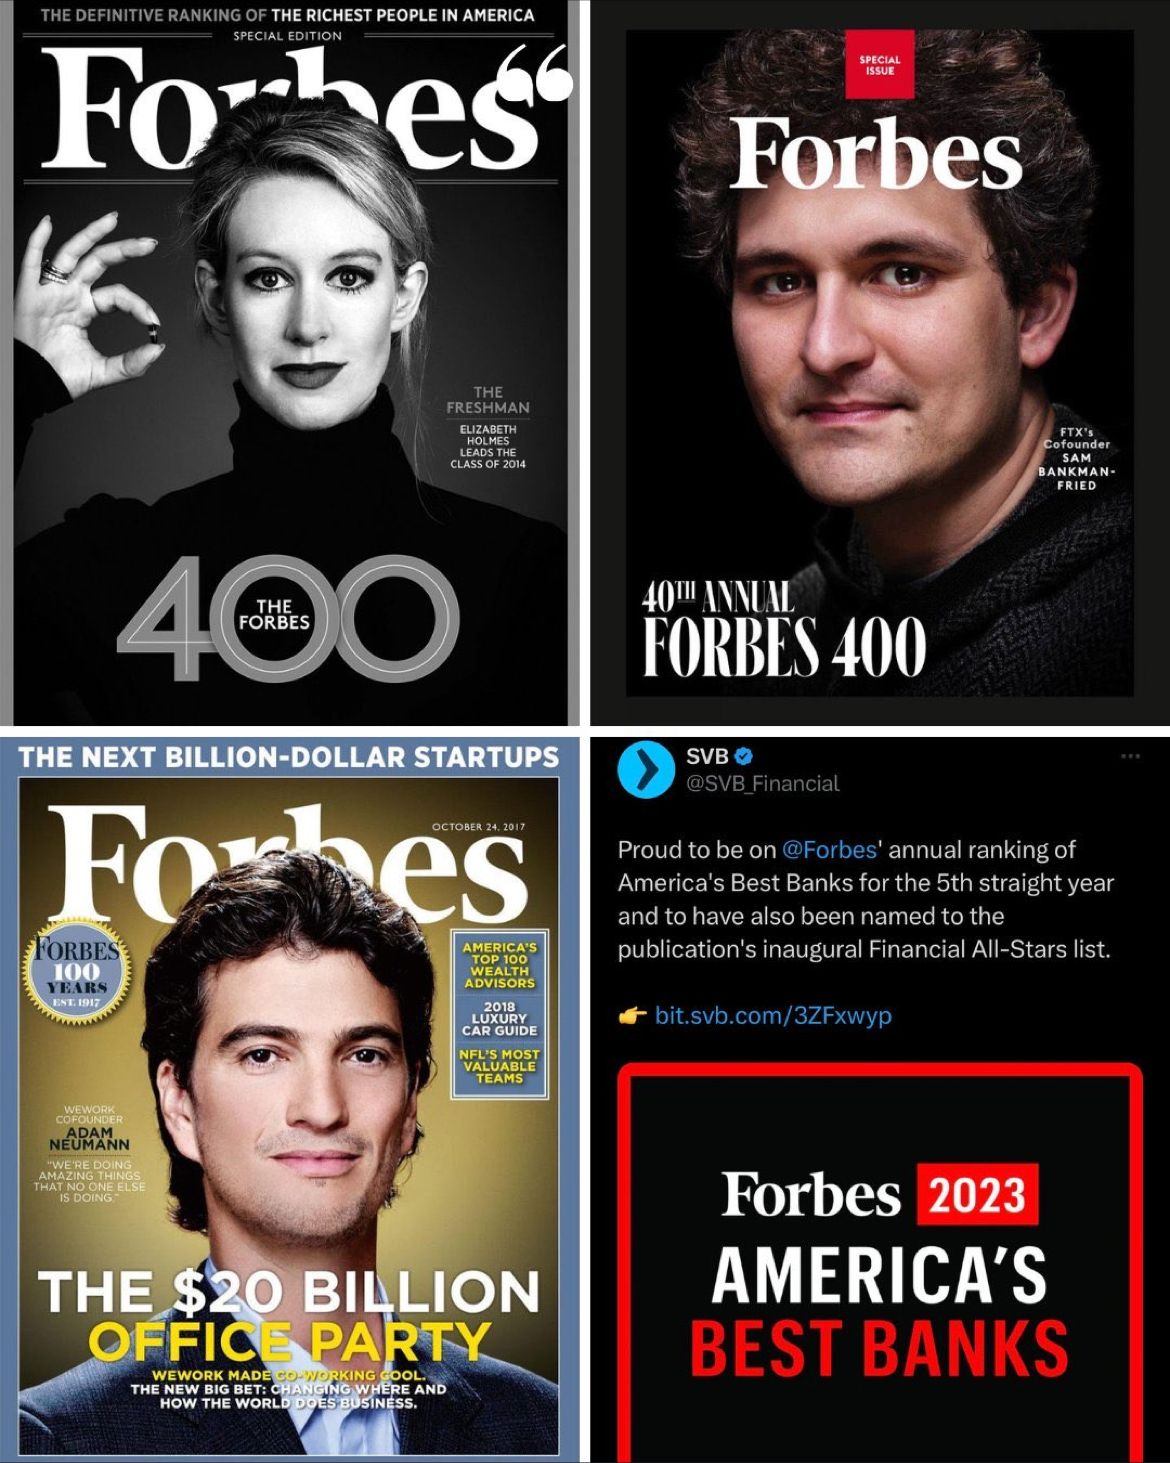 THE DEFINITIVE RANKING OF THE RICHEST PEOPLE IN AMERICA
SPECIAL EDITION
Forbes
THE
FRESHMAN
ELIZABETH
HOLMES
LEADS THE
CLASS OF 2014
400
THE
FORBES
SPECIAL
ISSUE
Forbes
FTX's
Cofounder
SAM
BANKMAN-
FRIED
40TH ANNUAL
FORBES 400
THE NEXT BILLION-DOLLAR STARTUPS
Forbes
OCTOBER 24, 2017
FORBES
100
YEARS
EST. 1917
AMERICA'S
TOP 100
WEALTH
ADVISORS
2018
LUXURY
CAR GUIDE
NFL'S MOST
VALUABLE
TEAMS
WEWORK
COFOUNDER
ADAM
NEUMANN
"WE'RE DOING
AMAZING THINGS
THAT NO ONE ELSE
IS DOING."
THE $20 BILLION
OFFICE PARTY
WEWORK MADE CO-WORKING COOL.
THE NEW BIG BET: CHANGING WHERE AND
HOW THE WORLD DOES BUSINESS.
SVB
@SVB_Financial
Proud to be on @Forbes' annual ranking of
America's Best Banks for the 5th straight year
and to have also been named to the
publication's inaugural Financial All-Stars list.
👉 bit.svb.com/3ZFxwyp
Forbes 2023
AMERICA'S
BEST BANKS